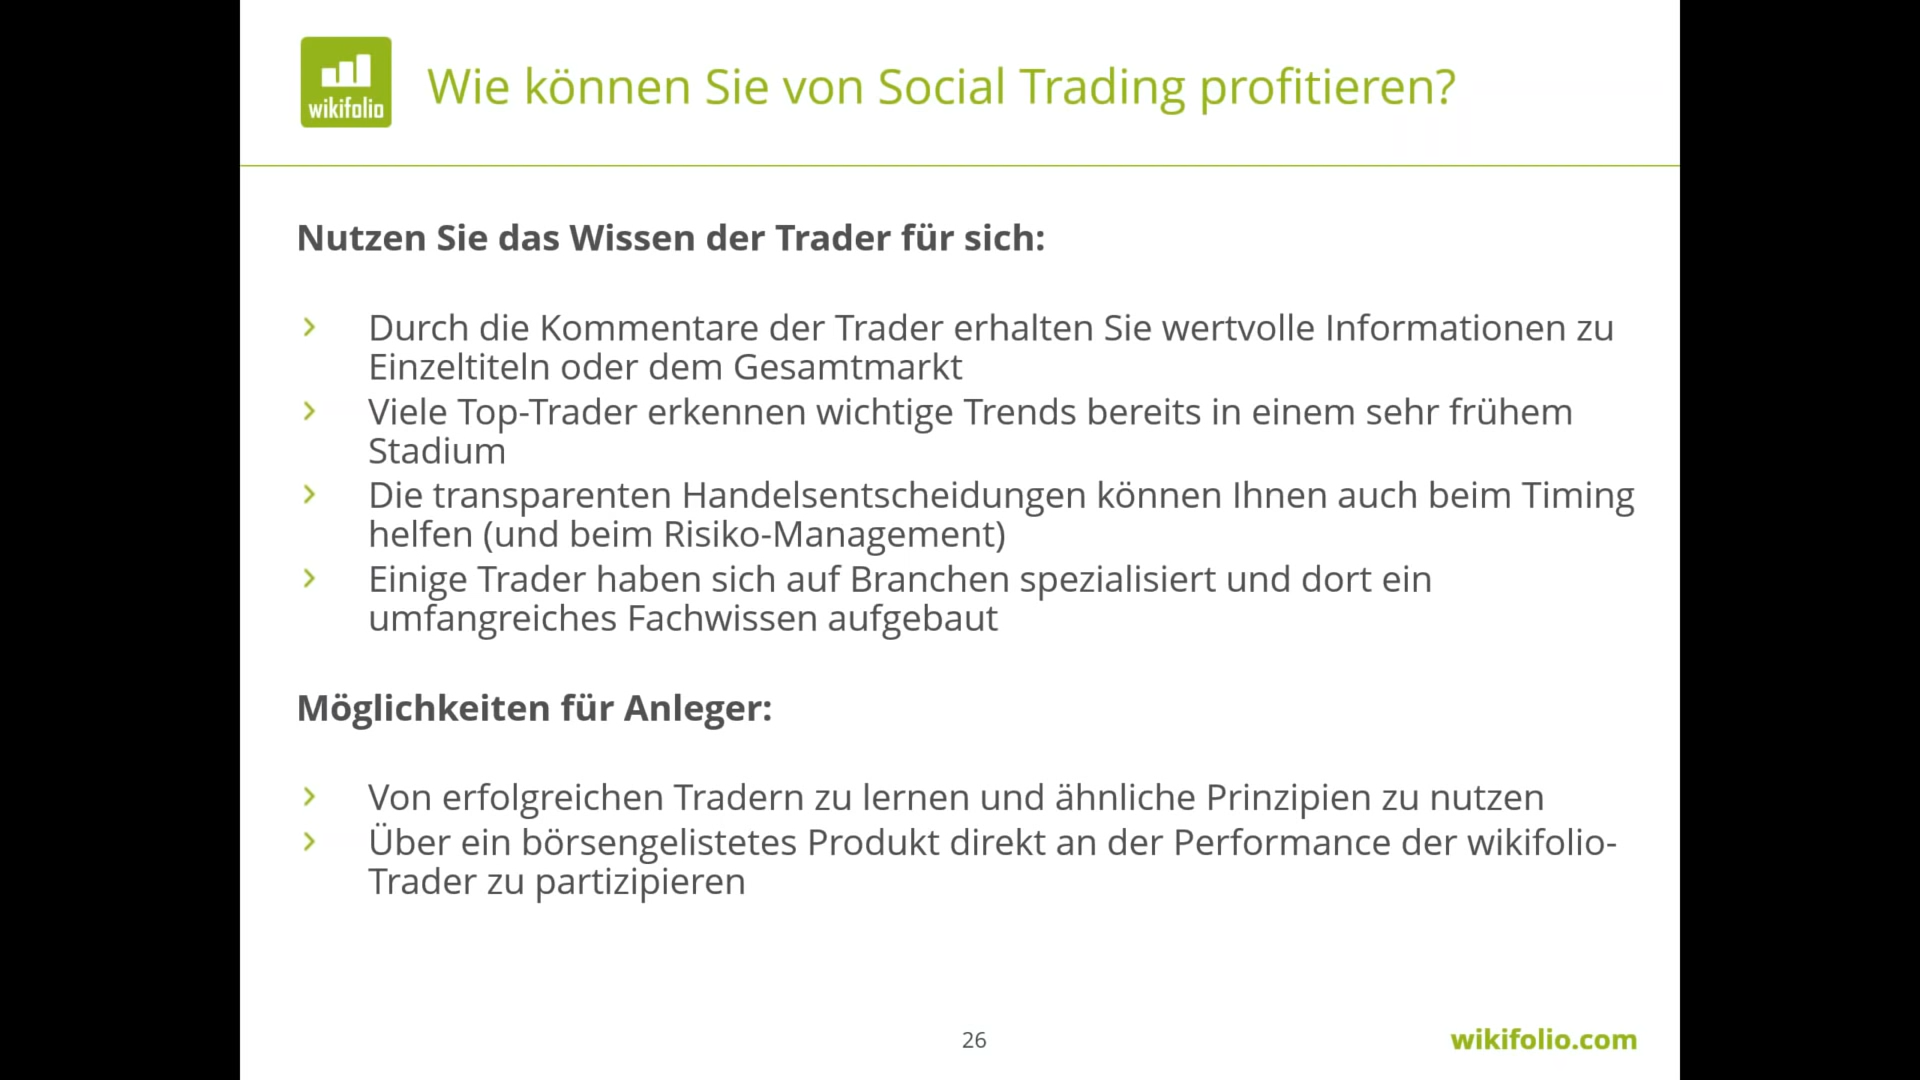 wikifolio
Wie können Sie von Social Trading profitieren?
Nutzen Sie das Wissen der Trader für sich:
Durch die Kommentare der Trader erhalten Sie wertvolle Informationen zu
Einzeltiteln oder dem Gesamtmarkt
Viele Top-Trader erkennen wichtige Trends bereits in einem sehr frühem
Stadium
Die transparenten Handelsentscheidungen können Ihnen auch beim Timing
helfen (und beim Risiko-Management)
Einige Trader haben sich auf Branchen spezialisiert und dort ein
umfangreiches Fachwissen aufgebaut
Möglichkeiten für Anleger:
Von erfolgreichen Tradern zu lernen und ähnliche Prinzipien zu nutzen
Über ein börsengelistetes Produkt direkt an der Performance der wikifolio-
Trader zu partizipieren
26
wikifolio.com